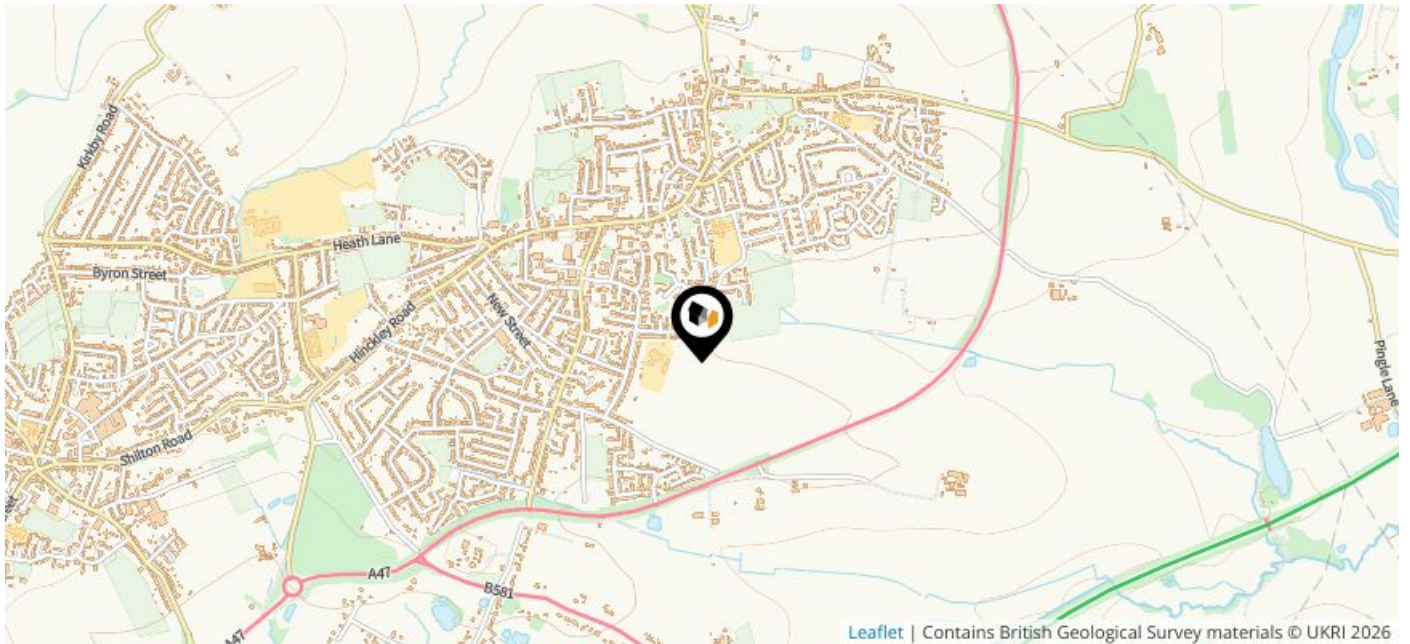 Kirkby Road
Heath Lane
Byron Street
New Street
Hinckley Road
Pingle Lane
Shilton Road
A47
B581
A47
Leaflet | Contains British Geological Survey materials © UKRI 2026